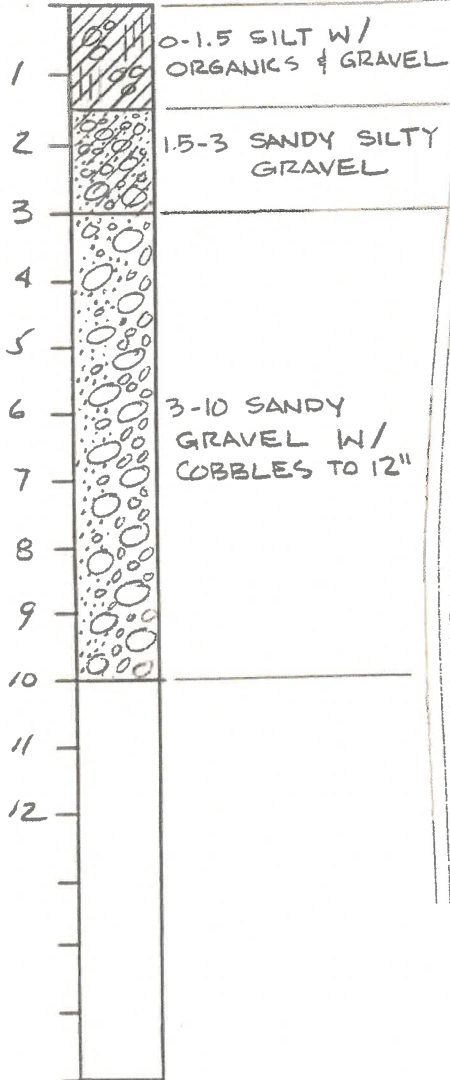 0-1.5 SILT W/
ORGANICS & GRAVEL
1
2
1.5-3 SANDY SILTY
GRAVEL
3
4
5
6
3-10 SANDY
GRAVEL W/
COBBLES TO 12"
7
8
9
10
11
12